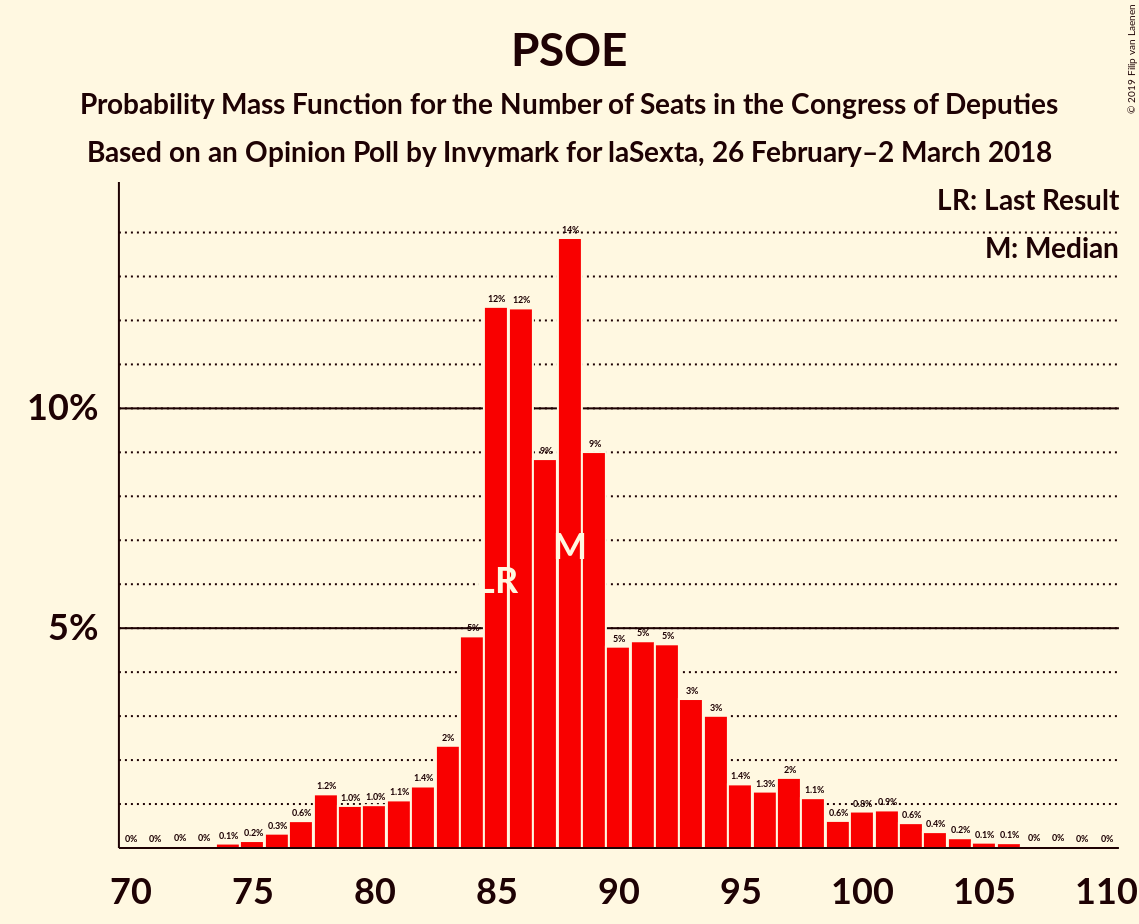 © 2019 Filip van Laenen
PSOE
Probability Mass Function for the Number of Seats in the Congress of Deputies
Based on an Opinion Poll by Invymark for laSexta, 26 February–2 March 2018
LR: Last Result
M: Median
10%
5%
0% 0% 0% 0% 0.1% 0.2% 0.3% 0.6% 1.2% 1.0% 1.0% 1.1% 1.4% 2% 5% 12% 12% 9% 14% 9% 5% 5% 5% 3% 3% 1.4% 1.3% 2% 1.1% 0.6% 0.8% 0.9% 0.6% 0.4% 0.2% 0.1% 0.1% 0% 0% 0% 0%
M
LR
70 75 80 85 90 95 100 105 110